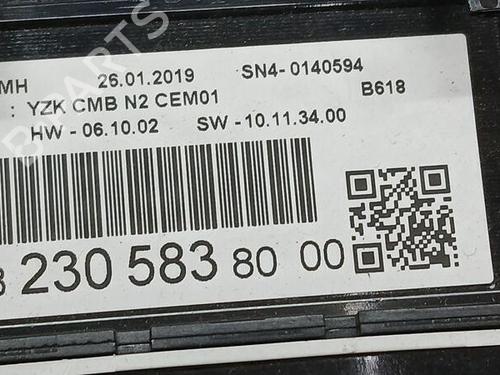 MH 26.01.2019 SN4- 0140594
: YZK CMB N2 CEM01 B618
HW - 06.10.02 SW - 10.11.34.00
230 583 80 00
B-PARTS